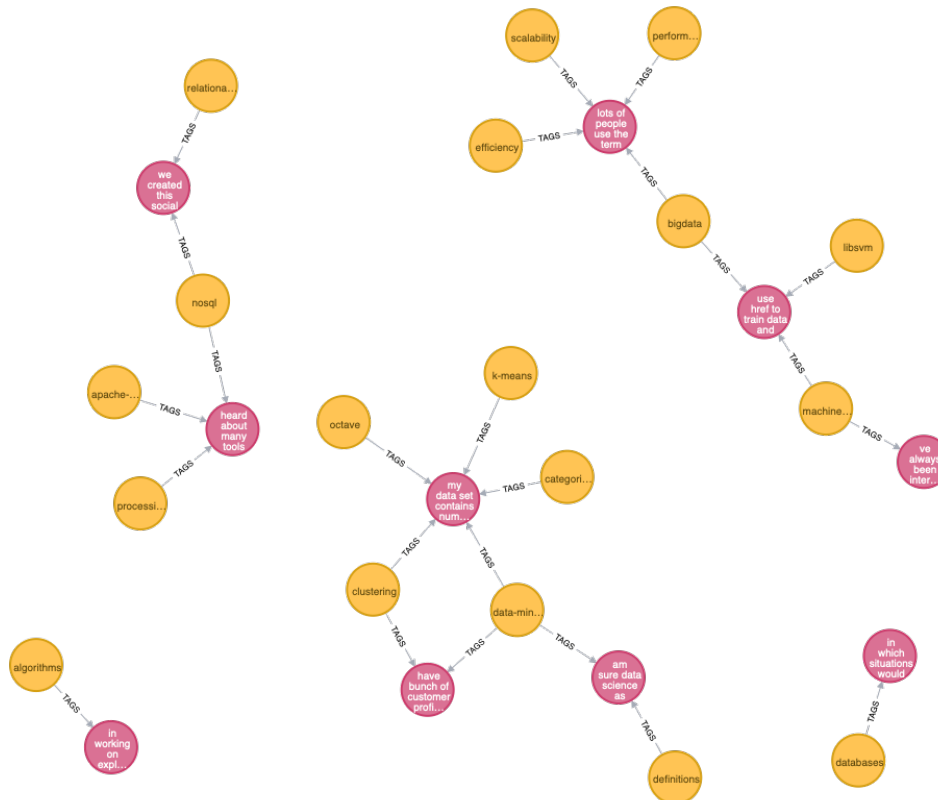 scalability
perform...
TAGS
TAGS
relationa...
lots of
people
use the
term
TAGS
efficiency
TAGS
we
created
this
social
TAGS
bigdata
TAGS
libsvm
TAGS
TAGS
nosql
use
href to
train data
and
TAGS
TAGS
k-means
apache-...
TAGS
machine...
octave
TAGS
heard
about
many
tools
TAGS
TAGS
ve
always
been
inter...
TAGS
TAGS
categori...
processi...
my
data set
contains
num...
TAGS
TAGS
TAGS
clustering
data-min...
TAGS
TAGS
TAGS
in
which
situations
would
algorithms
am
sure data
science
as
have
bunch of
customer
profi...
TAGS
TAGS
TAGS
in
working
on
expl...
databases
definitions